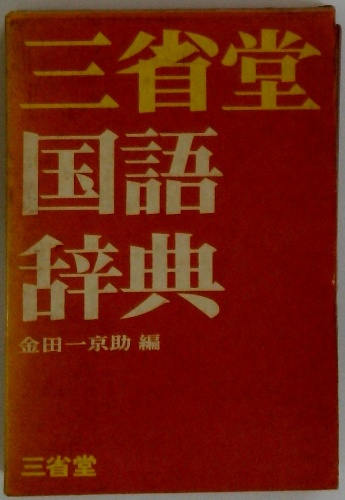 三省堂
国語
辞典
金田一京助 編
三省堂